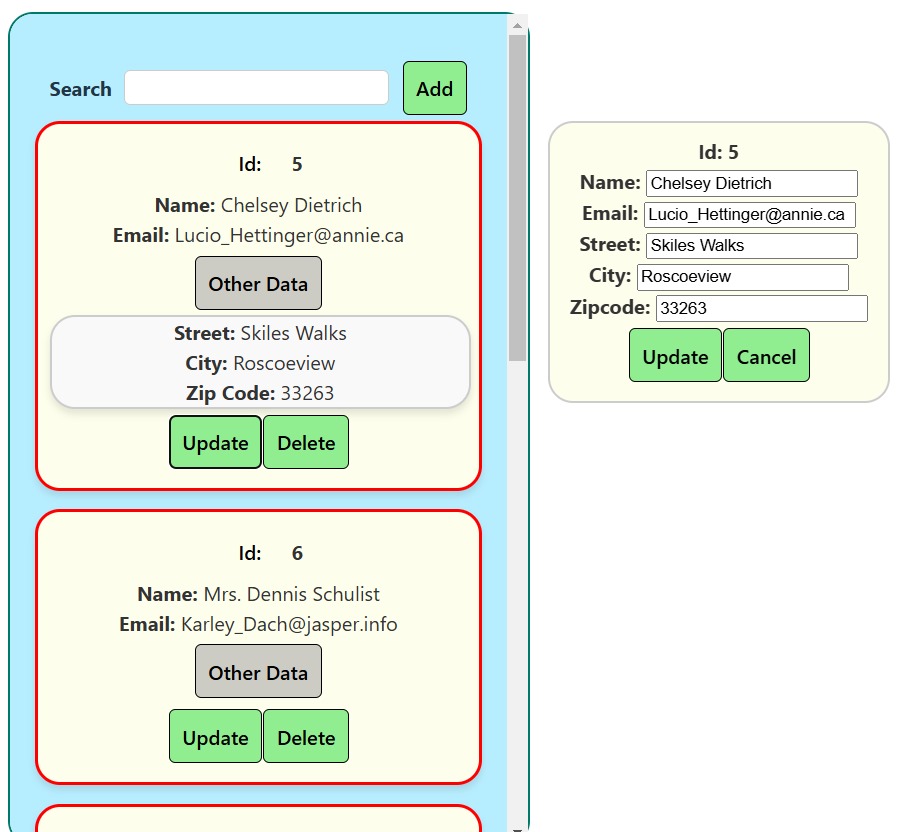 Search Add
Id: 5
Name: Chelsey Dietrich
Email: Lucio_Hettinger@annie.ca
Other Data
Street: Skiles Walks
City: Roscoeview
Zip Code: 33263
Update Delete
Id: 6
Name: Mrs. Dennis Schulist
Email: Karley_Dach@jasper.info
Other Data
Update Delete
Id: 5
Name: Chelsey Dietrich
Email: Lucio_Hettinger@annie.ca
Street: Skiles Walks
City: Roscoeview
Zipcode: 33263
Update Cancel